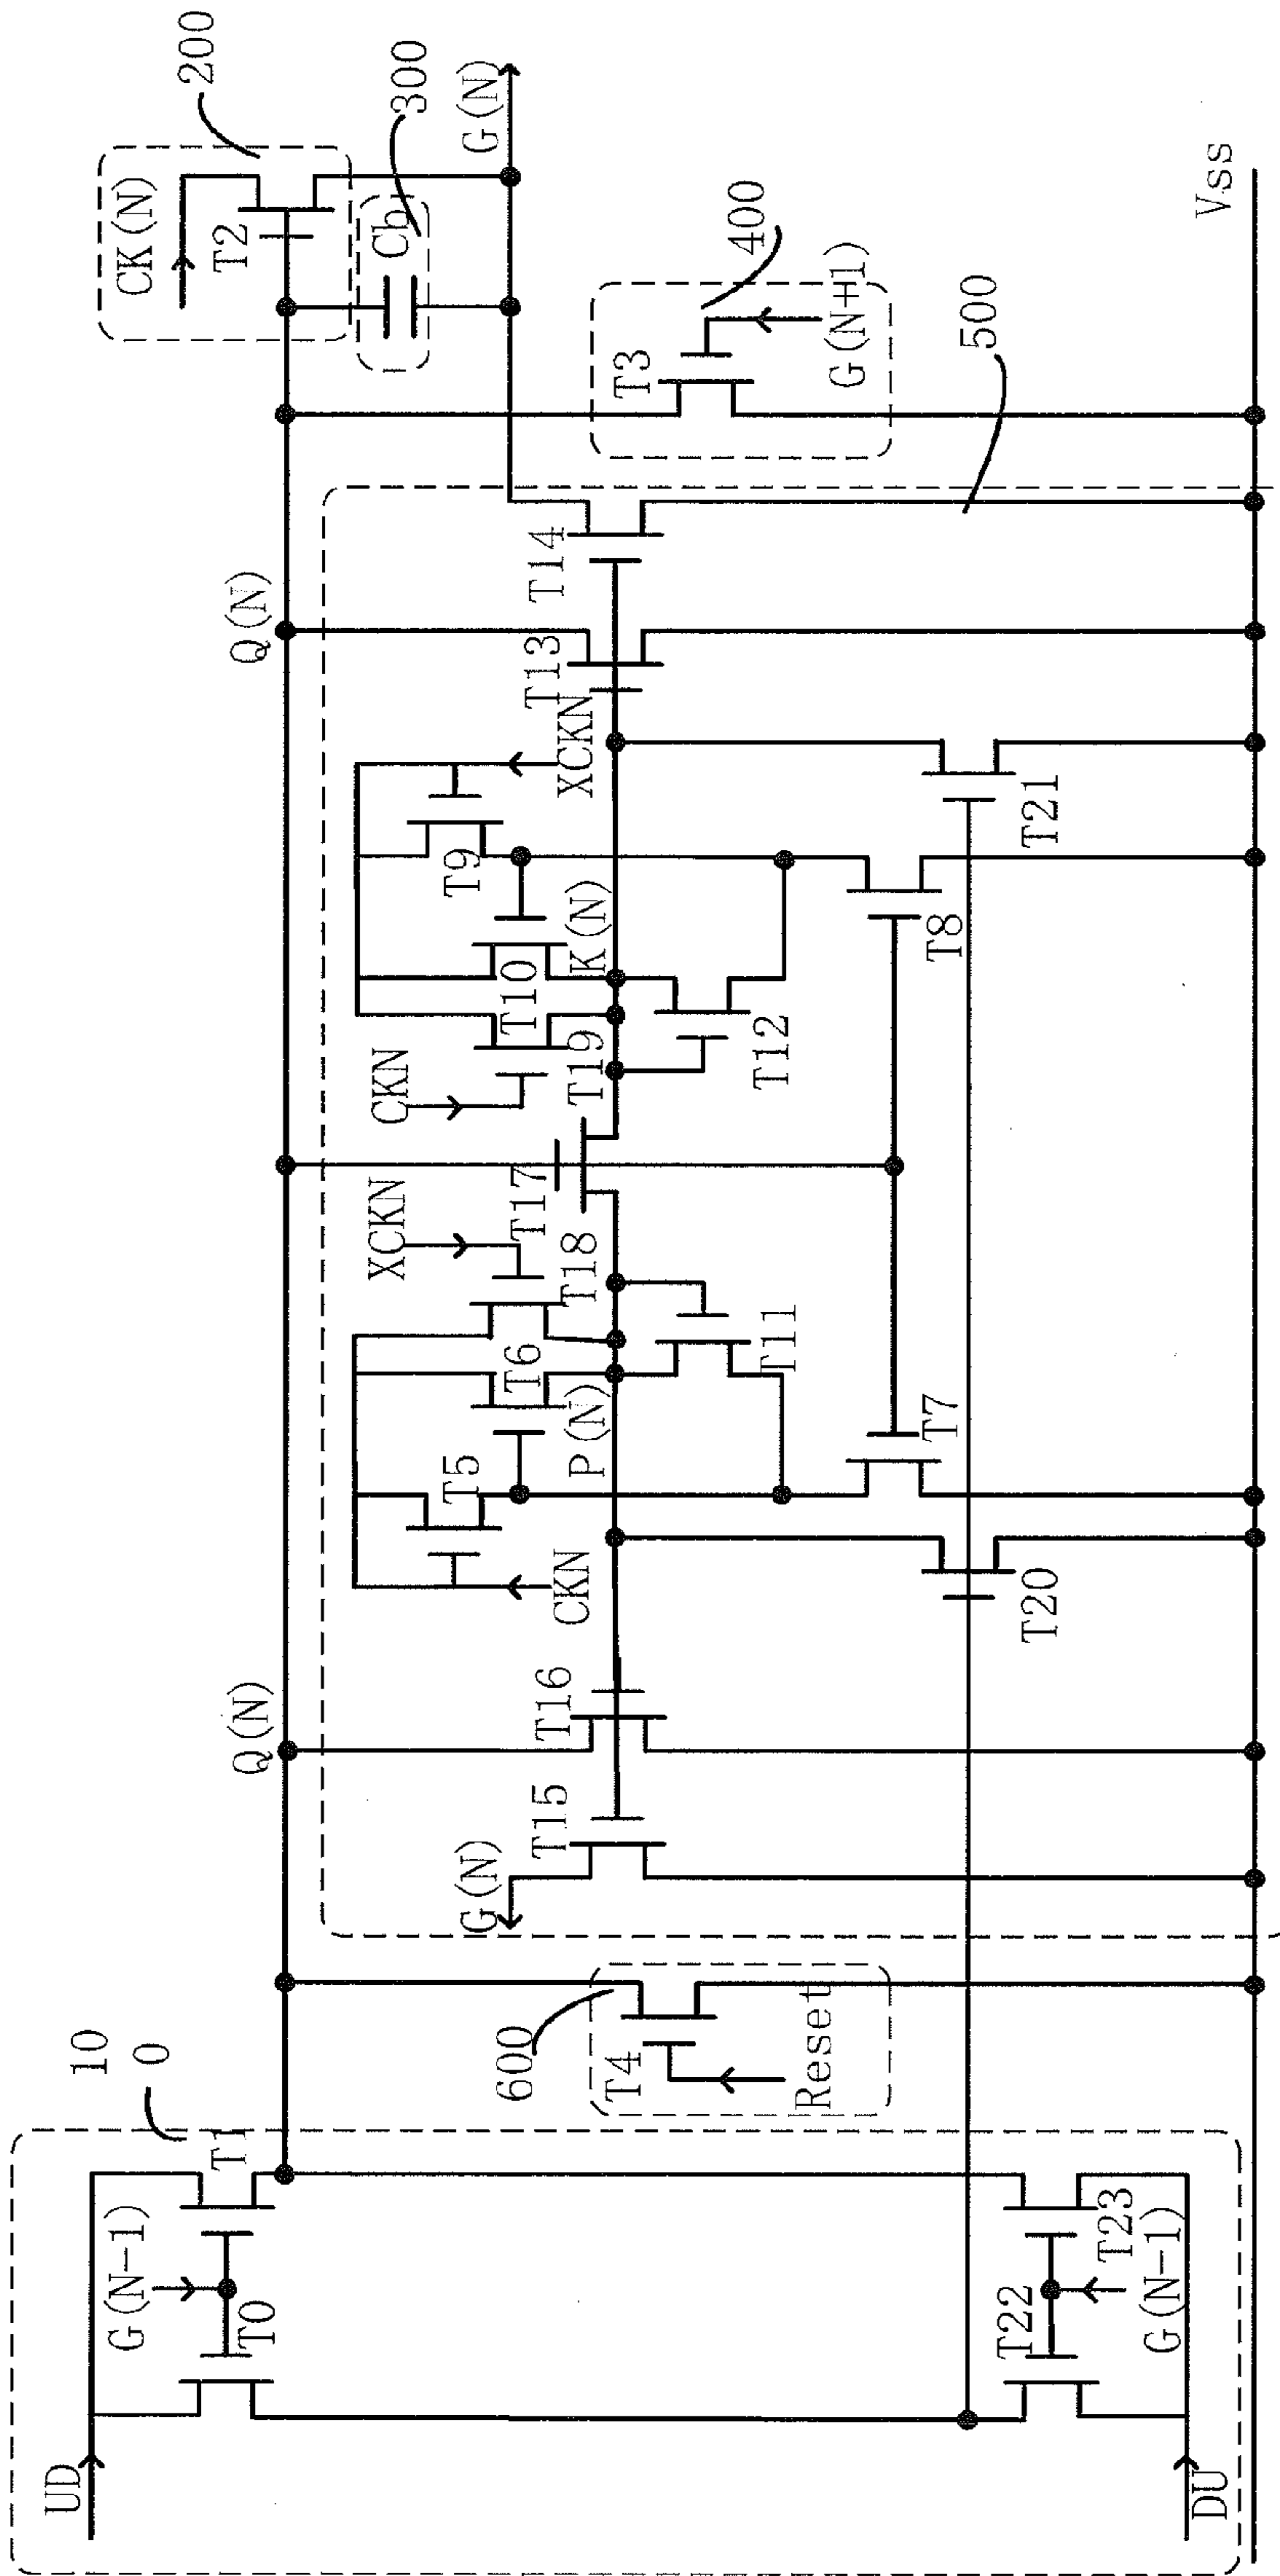 UD
G(N-1)
T0
T1
10
0
T22
T23
G(N-1)
DU
600
T4
Reset
Q(N)
G(N)
T15
T16
CKN
T5
P(N)
T6
T18
XCKN
T17
T11
T7
T20
CKN
T19
T10
K(N)
T9
XCKN
T12
T8
T21
Q(N)
T13
T14
500
T3
G(N+1)
400
CK(N)
T2
200
Cb
300
G(N)
Vss